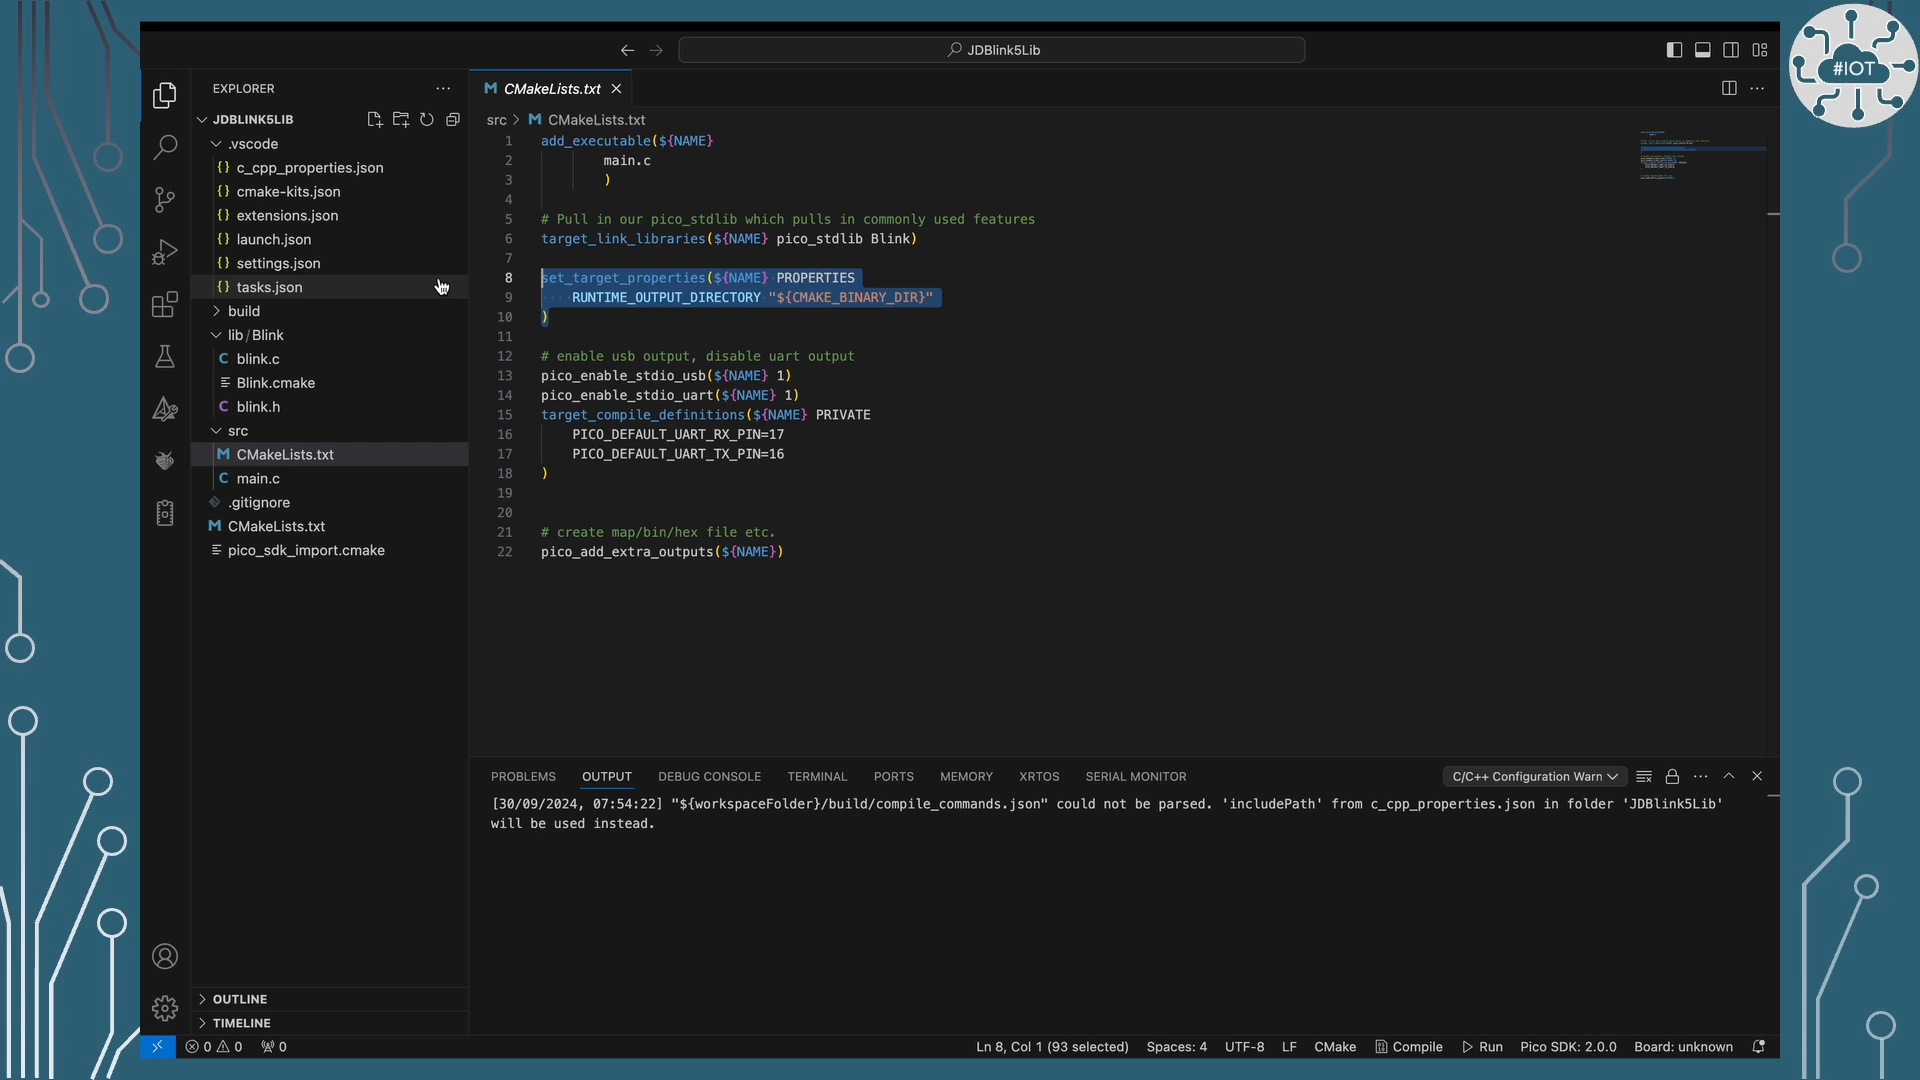 JDBlink5Lib
#IOT
EXPLORER
JDBLINK5LIB
.vscode
c_cpp_properties.json
cmake-kits.json
extensions.json
launch.json
settings.json
tasks.json
build
lib / Blink
blink.c
Blink.cmake
blink.h
src
CMakeLists.txt
main.c
.gitignore
CMakeLists.txt
pico_sdk_import.cmake
OUTLINE
TIMELINE
CMakeLists.txt
src > CMakeLists.txt
1 add_executable(${NAME}
2 main.c
3 )
4
5 # Pull in our pico_stdlib which pulls in commonly used features
6 target_link_libraries(${NAME} pico_stdlib Blink)
7
8 set_target_properties(${NAME} PROPERTIES
9 RUNTIME_OUTPUT_DIRECTORY "${CMAKE_BINARY_DIR}"
10 )
11
12 # enable usb output, disable uart output
13 pico_enable_stdio_usb(${NAME} 1)
14 pico_enable_stdio_uart(${NAME} 1)
15 target_compile_definitions(${NAME} PRIVATE
16 PICO_DEFAULT_UART_RX_PIN=17
17 PICO_DEFAULT_UART_TX_PIN=16
18 )
19
20
21 # create map/bin/hex file etc.
22 pico_add_extra_outputs(${NAME})
PROBLEMS OUTPUT DEBUG CONSOLE TERMINAL PORTS MEMORY XRTOS SERIAL MONITOR C/C++ Configuration Warn
[30/09/2024, 07:54:22] "${workspaceFolder}/build/compile_commands.json" could not be parsed. 'includePath' from c_cpp_properties.json in folder 'JDBlink5Lib'
will be used instead.
0 0 0 Ln 8, Col 1 (93 selected) Spaces: 4 UTF-8 LF CMake Compile Run Pico SDK: 2.0.0 Board: unknown